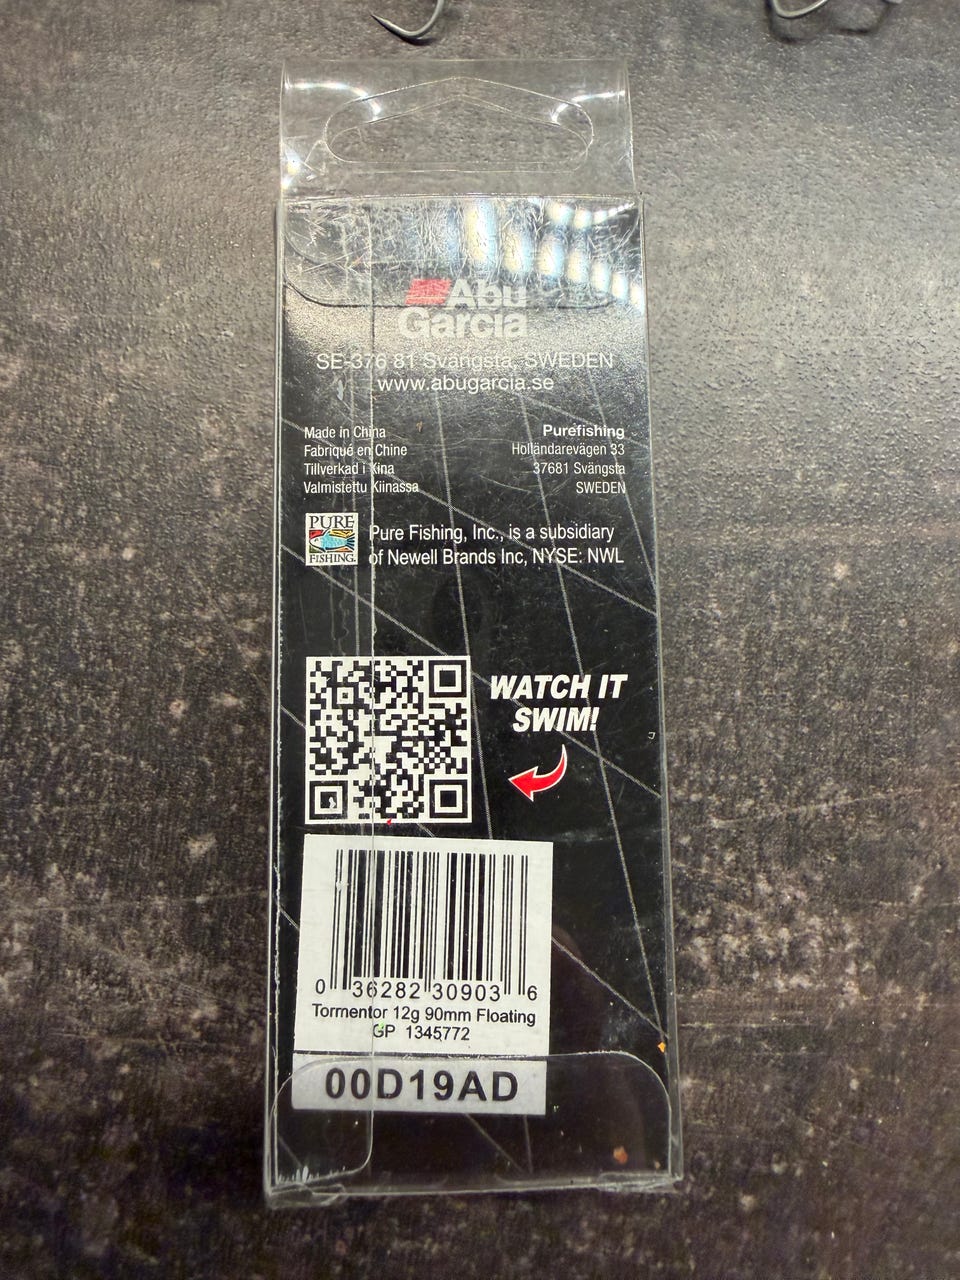 Abu
Garcia
SE-376 81 Svängsta, SWEDEN
www.abugarcia.se
Made in China
Fabriqué en Chine
Tillverkad i Kina
Valmistettu Kiinassa
Purefishing
Holländarevägen 33
37681 Svängsta
SWEDEN
PURE
FISHING.
Pure Fishing, Inc., is a subsidiary
of Newell Brands Inc, NYSE: NWL
WATCH IT
SWIM!
0 36282 30903 6
Tormentor 12g 90mm Floating
GP 1345772
00D19AD